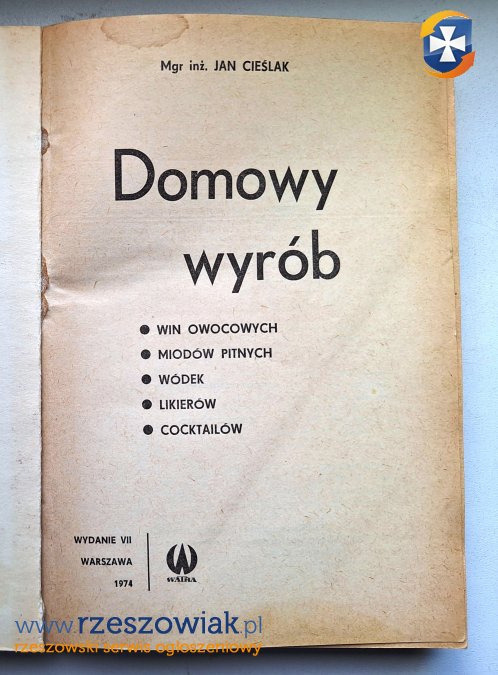 Mgr inż. JAN CIEŚLAK
Domowy
wyrób
● WIN OWOCOWYCH
● MIODÓW PITNYCH
● WÓDEK
● LIKIERÓW
● COCKTAILÓW
WYDANIE VII
WARSZAWA
1974
WATRA
www.rzeszowiak.pl
rzeszowski serwis ogłoszeniowy